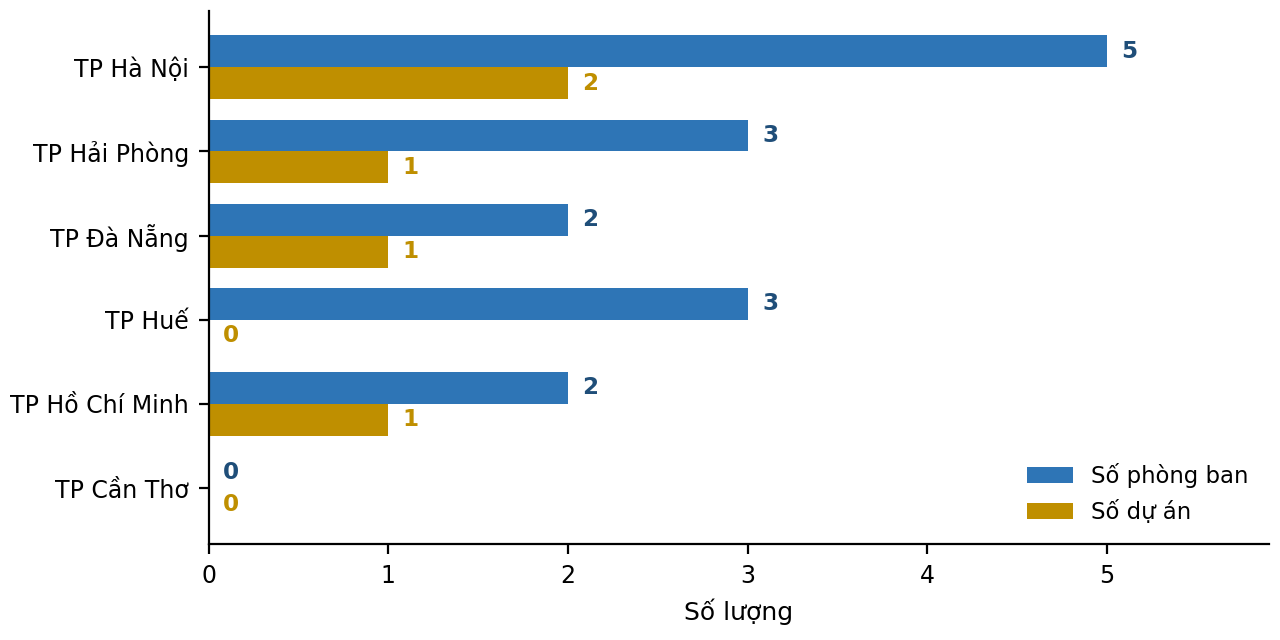 TP Hà Nội
5
2
TP Hải Phòng
3
1
TP Đà Nẵng
2
1
TP Huế
3
0
TP Hồ Chí Minh
2
1
TP Cần Thơ
0
0
Số phòng ban
Số dự án
0 1 2 3 4 5
Số lượng